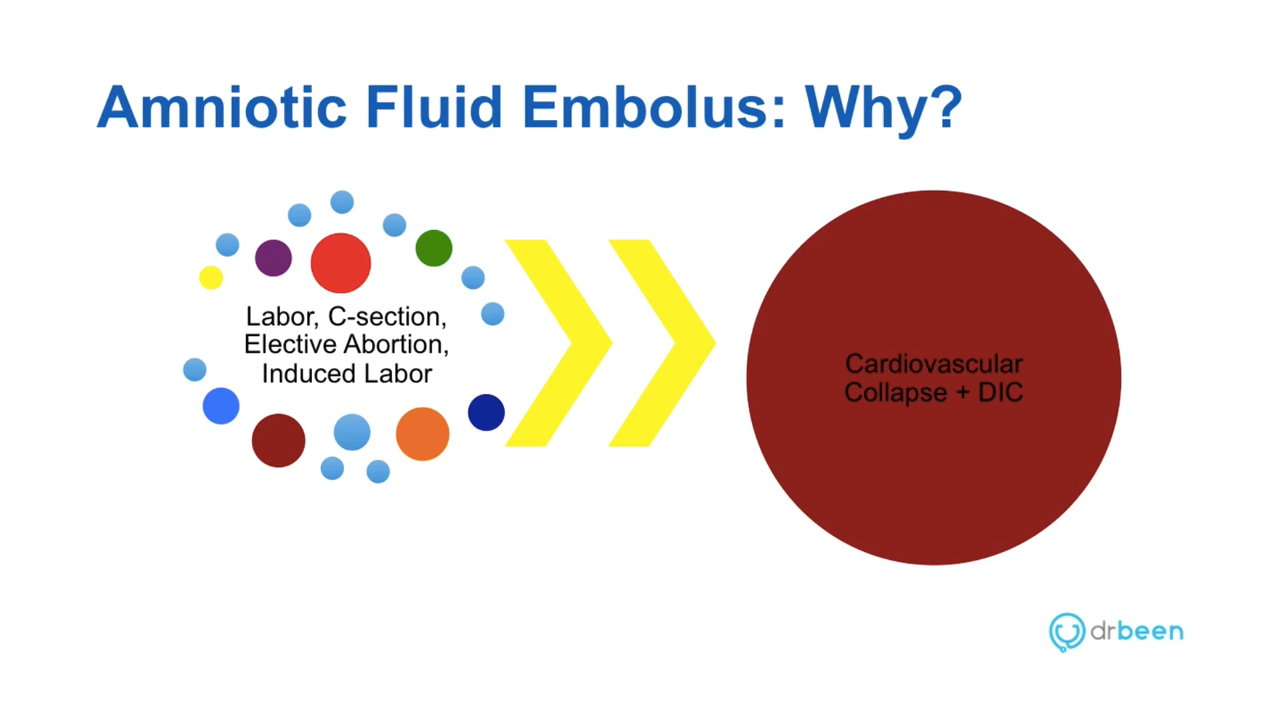 Amniotic Fluid Embolus: Why?
Labor, C-section,
Elective Abortion,
Induced Labor
Cardiovascular
Collapse + DIC
drbeen